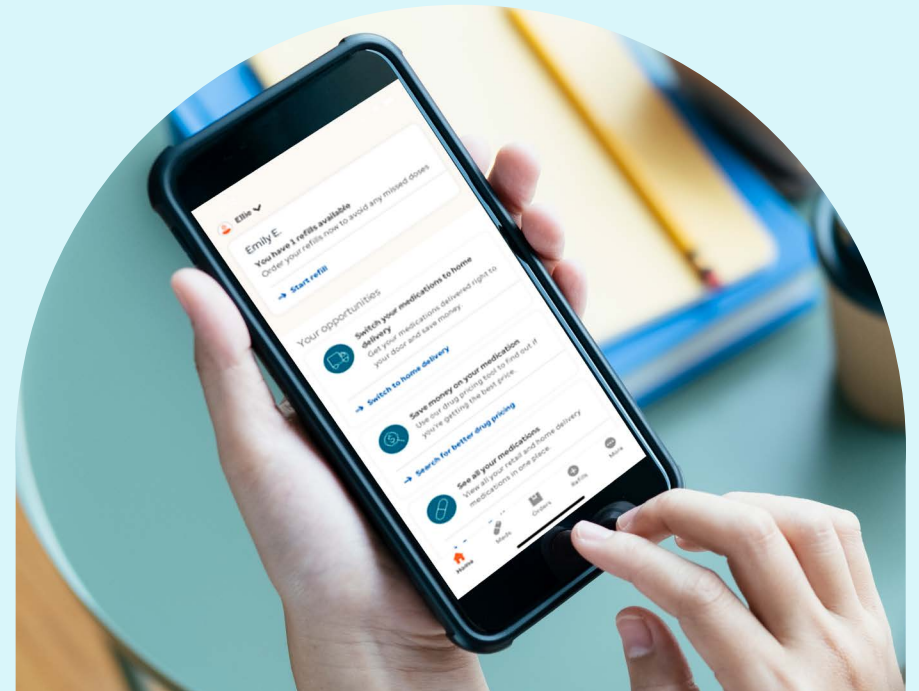 Ellie
Emily E.
You have 1 refills available
Order your refills now to avoid any missed doses
→ Start refill
Your opportunities
Switch your medications to home
delivery
Get your medications delivered right to
your door and save money
→ Switch to home delivery
Save money on your medication
Use our drug pricing tool to find out if
you're getting the best price.
→ Search for better drug pricing
See all your medications
View all your retail and home delivery
medications in one place.
Home
Meds
Orders
Refills
More